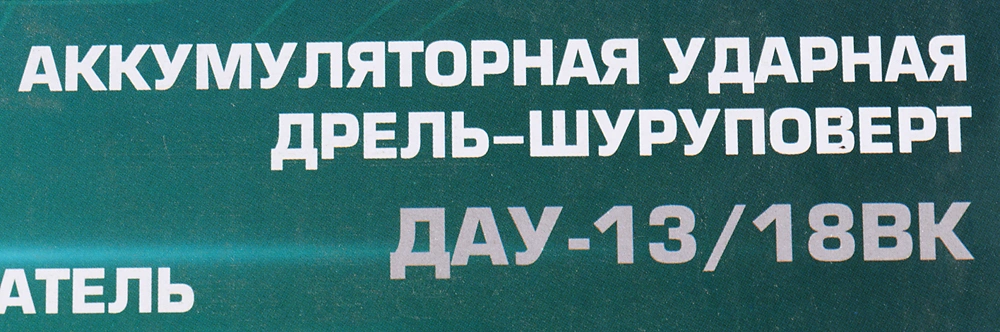 АККУМУЛЯТОРНАЯ УДАРНАЯ
ДРЕЛЬ–ШУРУПОВЕРТ
ДАУ-13/18ВК
АТЕЛЬ